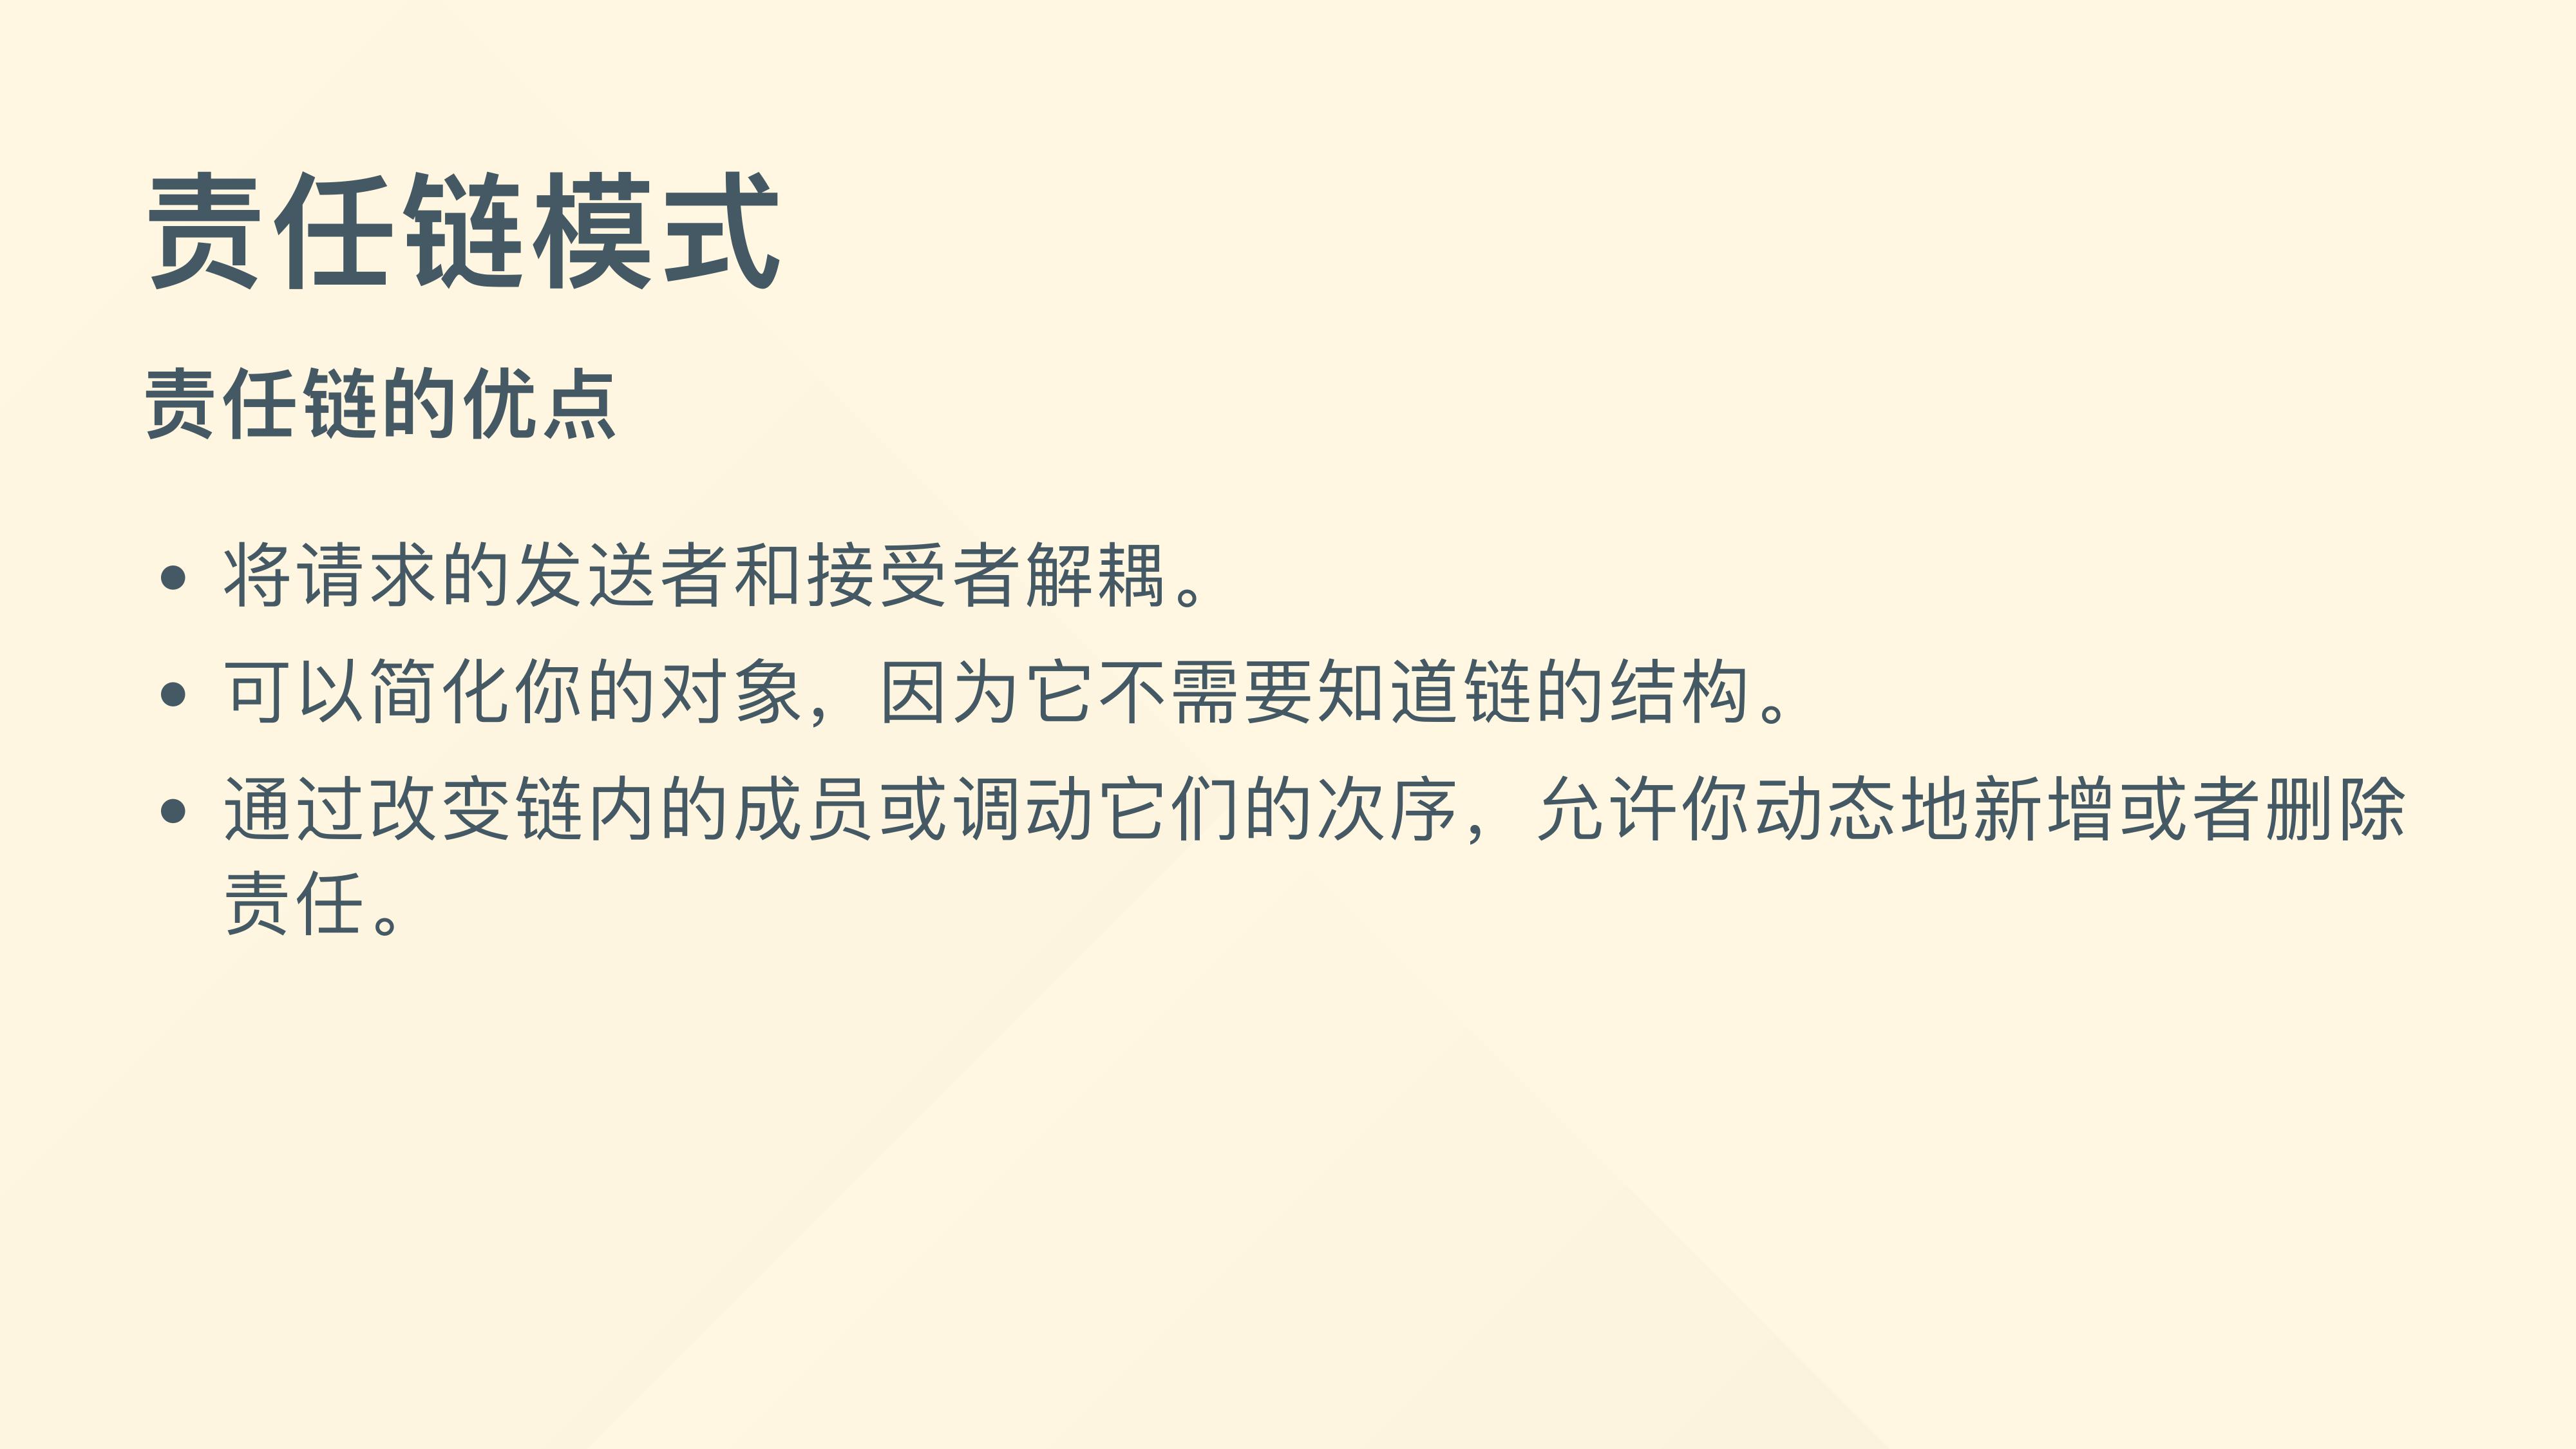 责任链模式
责任链的优点
• 将请求的发送者和接受者解耦。
• 可以简化你的对象，因为它不需要知道链的结构。
• 通过改变链内的成员或调动它们的次序，允许你动态地新增或者删除
责任。